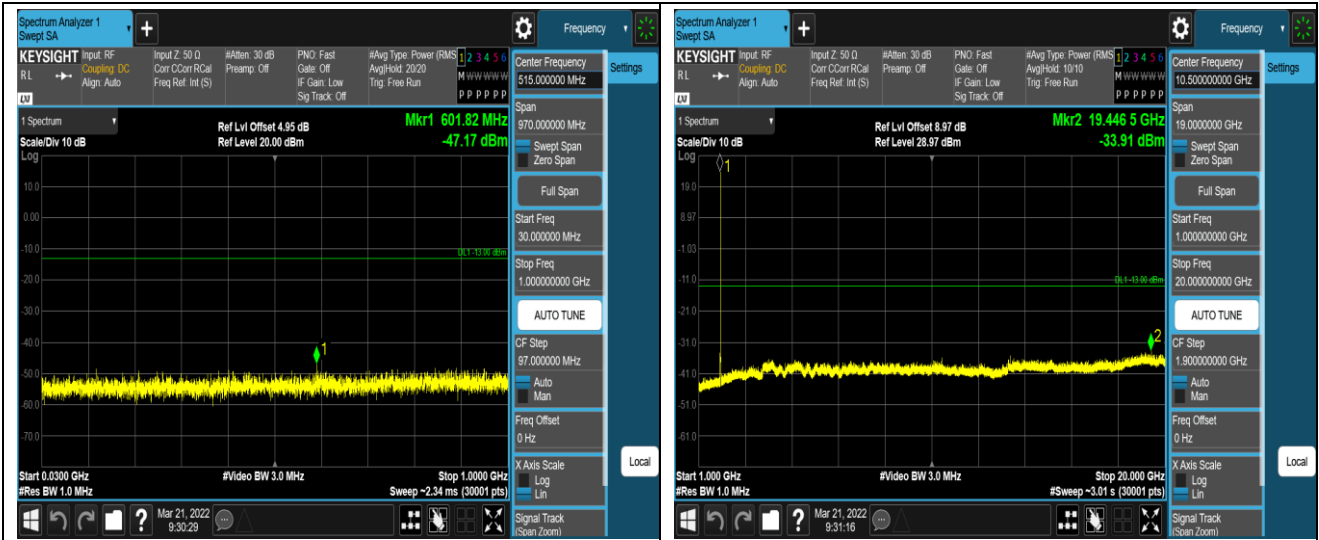 Spectrum Analyzer 1
Swept SA
+
Frequency
KEYSIGHT
RL
Input: RF
Coupling: DC
Align: Auto
Input Z: 50 Ω
Corr CCorr RCal
Freq Ref: Int (S)
#Atten: 30 dB
Preamp: Off
PNO: Fast
Gate: Off
IF Gain: Low
Sig Track: Off
#Avg Type: Power (RMS
Avg|Hold: 20/20
Trig: Free Run
1 2 3 4 5 6
M W W W W W
P P P P P P
Center Frequency
515.000000 MHz
Settings
Span
970.000000 MHz
Swept Span
Zero Span
Full Span
Start Freq
30.000000 MHz
Stop Freq
1.000000000 GHz
AUTO TUNE
CF Step
97.000000 MHz
Auto
Man
Freq Offset
0 Hz
X Axis Scale
Log
Lin
Signal Track
(Span Zoom)
Local
1 Spectrum
Scale/Div 10 dB
Ref Lvl Offset 4.95 dB
Ref Level 20.00 dBm
Mkr1 601.82 MHz
-47.17 dBm
Log
10.0
0.00
-10.0
-20.0
-30.0
-40.0
-50.0
-60.0
-70.0
DL1 -13.00 dBm
1
Start 0.0300 GHz
#Res BW 1.0 MHz
#Video BW 3.0 MHz
Stop 1.0000 GHz
Sweep ~2.34 ms (30001 pts)
?
Mar 21, 2022
9:30:29
Spectrum Analyzer 1
Swept SA
+
Frequency
KEYSIGHT
RL
Input: RF
Coupling: DC
Align: Auto
Input Z: 50 Ω
Corr CCorr RCal
Freq Ref: Int (S)
#Atten: 30 dB
Preamp: Off
PNO: Fast
Gate: Off
IF Gain: Low
Sig Track: Off
#Avg Type: Power (RMS
Avg|Hold: 10/10
Trig: Free Run
1 2 3 4 5 6
M W W W W W
P P P P P P
Center Frequency
10.500000000 GHz
Settings
Span
19.0000000 GHz
Swept Span
Zero Span
Full Span
Start Freq
1.000000000 GHz
Stop Freq
20.000000000 GHz
AUTO TUNE
CF Step
1.900000000 GHz
Auto
Man
Freq Offset
0 Hz
X Axis Scale
Log
Lin
Signal Track
(Span Zoom)
Local
1 Spectrum
Scale/Div 10 dB
Ref Lvl Offset 8.97 dB
Ref Level 28.97 dBm
Mkr2 19.446 5 GHz
-33.91 dBm
Log
19.0
8.97
-1.03
-11.0
-21.0
-31.0
-41.0
-51.0
-61.0
DL1 -13.00 dBm
1
2
Start 1.000 GHz
#Res BW 1.0 MHz
#Video BW 3.0 MHz
Stop 20.000 GHz
#Sweep ~3.01 s (30001 pts)
?
Mar 21, 2022
9:31:16